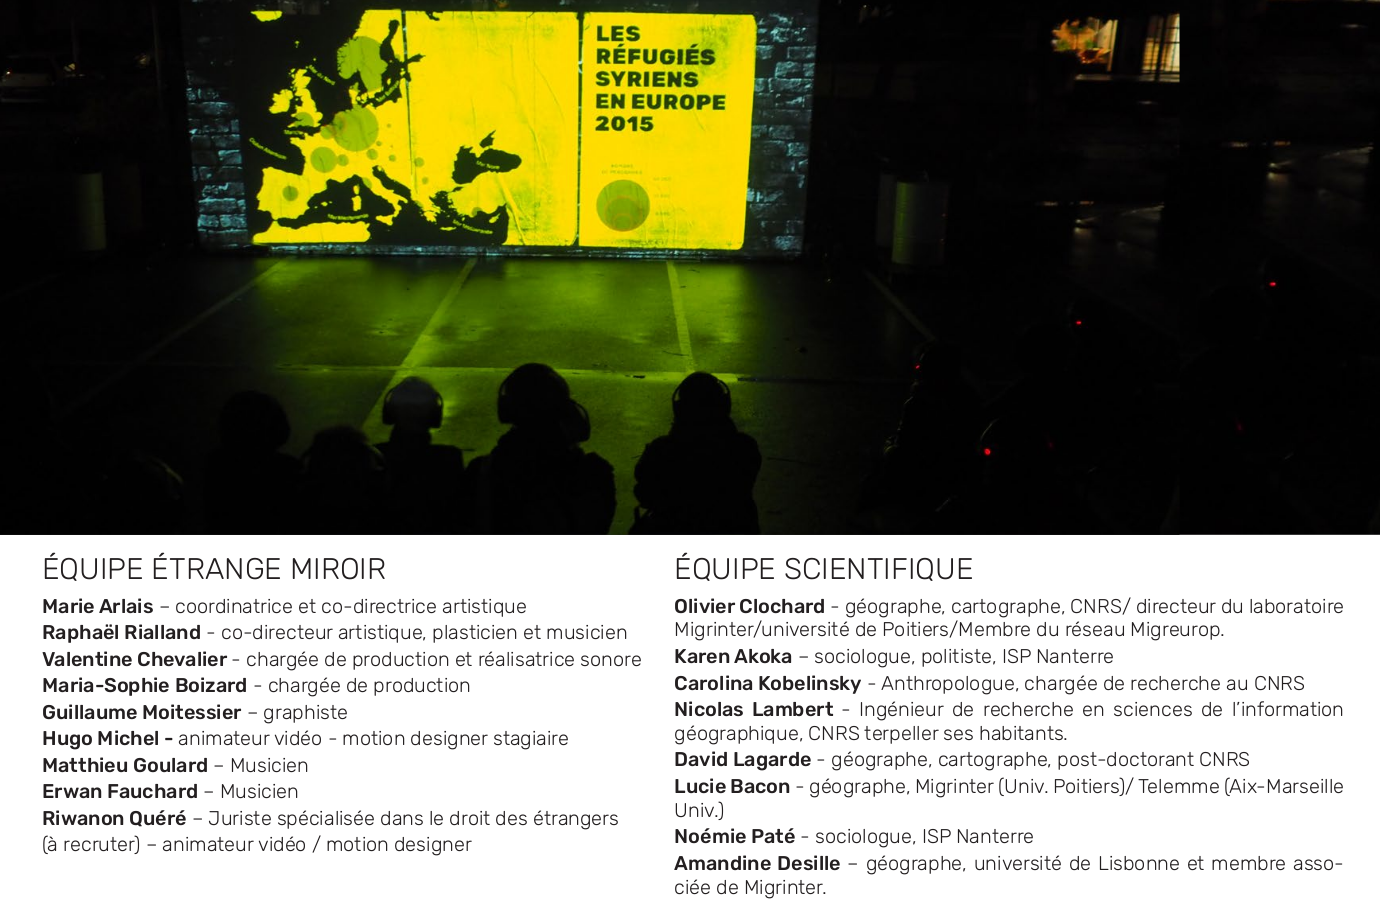 LES
RÉFUGIÉS
SYRIENS
EN EUROPE
2015
ÉQUIPE ÉTRANGE MIROIR
Marie Arlais – coordinatrice et co-directrice artistique
Raphaël Rialland - co-directeur artistique, plasticien et musicien
Valentine Chevalier - chargée de production et réalisatrice sonore
Maria-Sophie Boizard - chargée de production
Guillaume Moitessier – graphiste
Hugo Michel - animateur vidéo - motion designer stagiaire
Matthieu Goulard – Musicien
Erwan Fauchard – Musicien
Riwanon Quéré – Juriste spécialisée dans le droit des étrangers
(à recruter) – animateur vidéo / motion designer
ÉQUIPE SCIENTIFIQUE
Olivier Clochard - géographe, cartographe, CNRS/ directeur du laboratoire
Migrinter/université de Poitiers/Membre du réseau Migreurop.
Karen Akoka – sociologue, politiste, ISP Nanterre
Carolina Kobelinsky - Anthropologue, chargée de recherche au CNRS
Nicolas Lambert - Ingénieur de recherche en sciences de l'information
géographique, CNRS terpeller ses habitants.
David Lagarde - géographe, cartographe, post-doctorant CNRS
Lucie Bacon - géographe, Migrinter (Univ. Poitiers)/ Telemme (Aix-Marseille
Univ.)
Noémie Paté - sociologue, ISP Nanterre
Amandine Desille – géographe, université de Lisbonne et membre asso-
ciée de Migrinter.